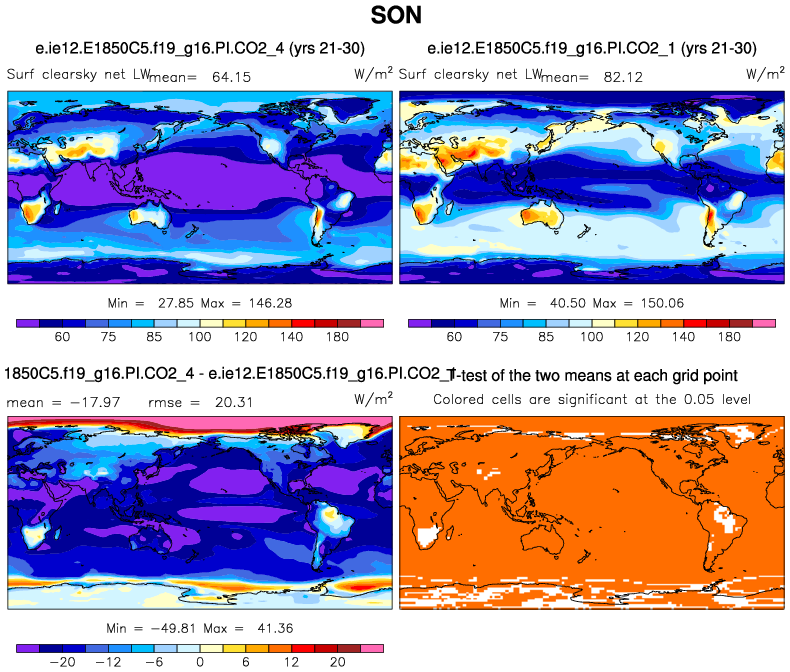 SON
e.ie12.E1850C5.f19_g16.PI.CO2_4 (yrs 21-30)
e.ie12.E1850C5.f19_g16.PI.CO2_1 (yrs 21-30)
Surf clearsky net LW mean= 64.15 W/m²
Surf clearsky net LW mean= 82.12 W/m²
Min = 27.85 Max = 146.28
Min = 40.50 Max = 150.06
60 75 85 100 120 140 180
60 75 85 100 120 140 180
1850C5.f19_g16.PI.CO2_4 - e.ie12.E1850C5.f19_g16.PI.CO2_
T-test of the two means at each grid point
mean = -17.97 rmse = 20.31 W/m²
Colored cells are significant at the 0.05 level
Min = -49.81 Max = 41.36
-20 -12 -6 0 6 12 20